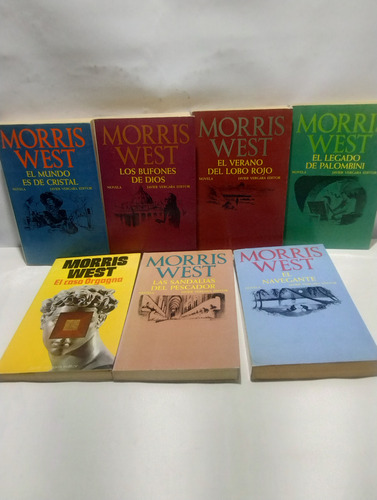 MORRIS
WEST
EL MUNDO
ES DE CRISTAL
NOVELA
JAVIER VERGARA EDITOR
MORRIS
WEST
LOS BUFONES
DE DIOS
NOVELA
JAVIER VERGARA EDITOR
MORRIS
WEST
EL VERANO
DEL LOBO ROJO
NOVELA
JAVIER VERGARA EDITOR
MORRIS
WEST
EL LEGADO
DE PALOMBINI
NOVELA
JAVIER VERGARA EDITOR
MORRIS
WEST
El caso Orgagna
MORRIS
WEST
LAS SANDALIAS
DEL PESCADOR
MORRIS
WEST
EL
NAVEGANTE